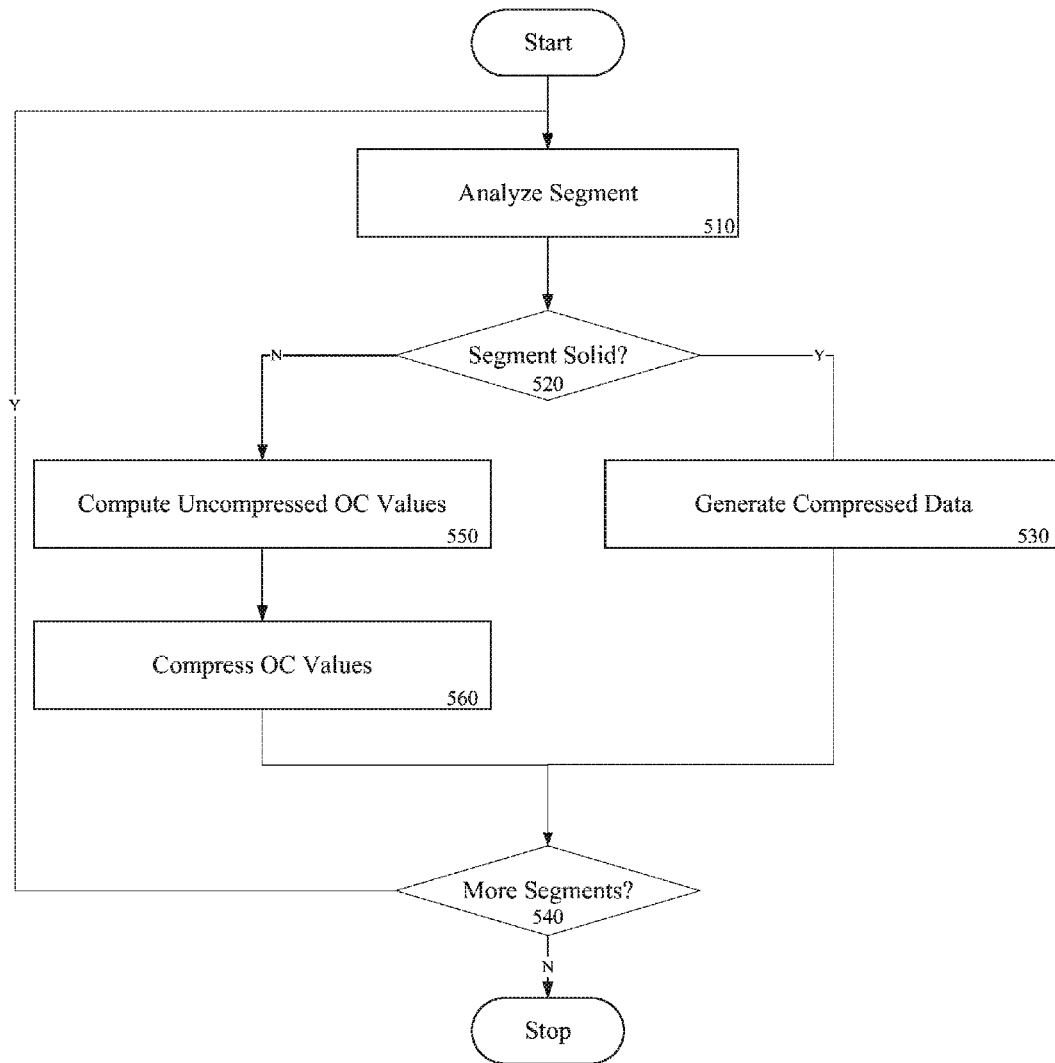 Start
Analyze Segment
510
Segment Solid?
520
N
Y
Y
Compute Uncompressed OC Values
550
Generate Compressed Data
530
Compress OC Values
560
More Segments?
540
N
Stop